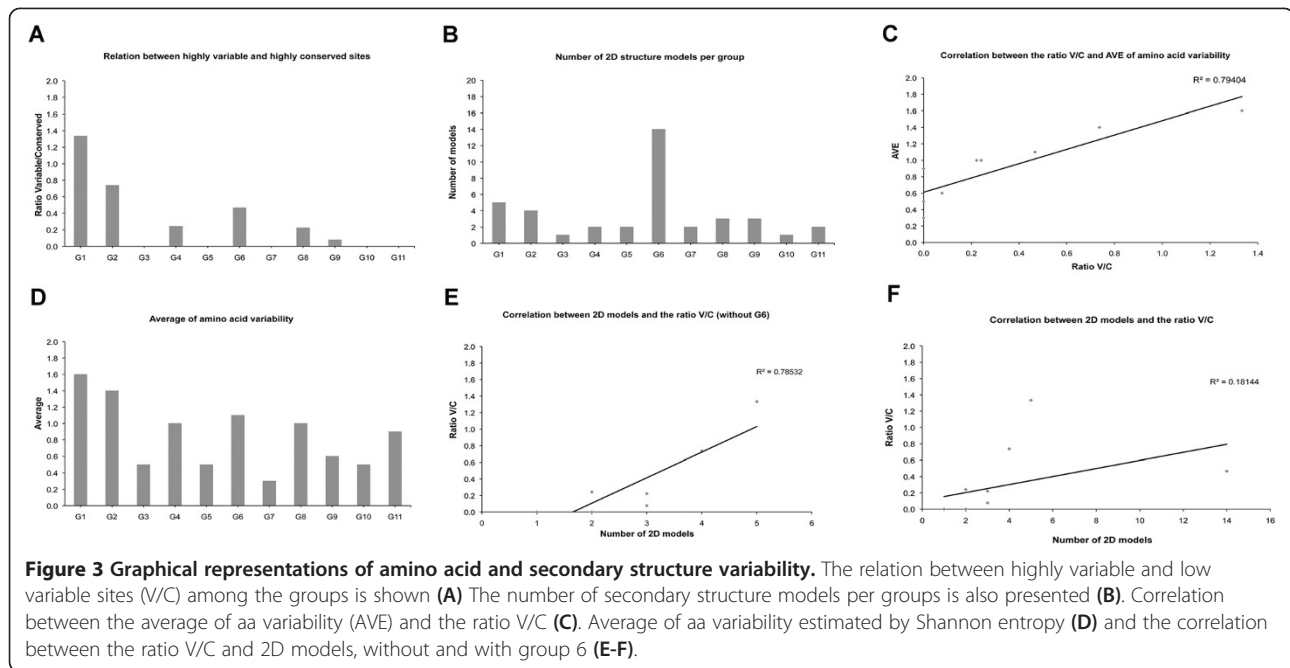 A
Relation between highly variable and highly conserved sites
Ratio Variable/Conserved
2.0
1.8
1.6
1.4
1.2
1.0
0.8
0.6
0.4
0.2
0.0
G1 G2 G3 G4 G5 G6 G7 G8 G9 G10 G11
B
Number of 2D structure models per group
Number of models
20
18
16
14
12
10
8
6
4
2
0
G1 G2 G3 G4 G5 G6 G7 G8 G9 G10 G11
C
Correlation between the ratio V/C and AVE of amino acid variability
R² = 0.79404
AVE
2.0
1.8
1.6
1.4
1.2
1.0
0.8
0.6
0.4
0.2
0.0
0.0 0.2 0.4 0.6 0.8 1.0 1.2 1.4
Ratio V/C
D
Average of amino acid variability
Average
2.0
1.8
1.6
1.4
1.2
1.0
0.8
0.6
0.4
0.2
0.0
G1 G2 G3 G4 G5 G6 G7 G8 G9 G10 G11
E
Correlation between 2D models and the ratio V/C (without G6)
R² = 0.78532
Ratio V/C
2.0
1.8
1.6
1.4
1.2
1.0
0.8
0.6
0.4
0.2
0.0
0 1 2 3 4 5 6
Number of 2D models
F
Correlation between 2D models and the ratio V/C
R² = 0.18144
Ratio V/C
2.0
1.8
1.6
1.4
1.2
1.0
0.8
0.6
0.4
0.2
0.0
0 2 4 6 8 10 12 14 16
Number of 2D models
Figure 3 Graphical representations of amino acid and secondary structure variability. The relation between highly variable and low
variable sites (V/C) among the groups is shown (A) The number of secondary structure models per groups is also presented (B). Correlation
between the average of aa variability (AVE) and the ratio V/C (C). Average of aa variability estimated by Shannon entropy (D) and the correlation
between the ratio V/C and 2D models, without and with group 6 (E-F).